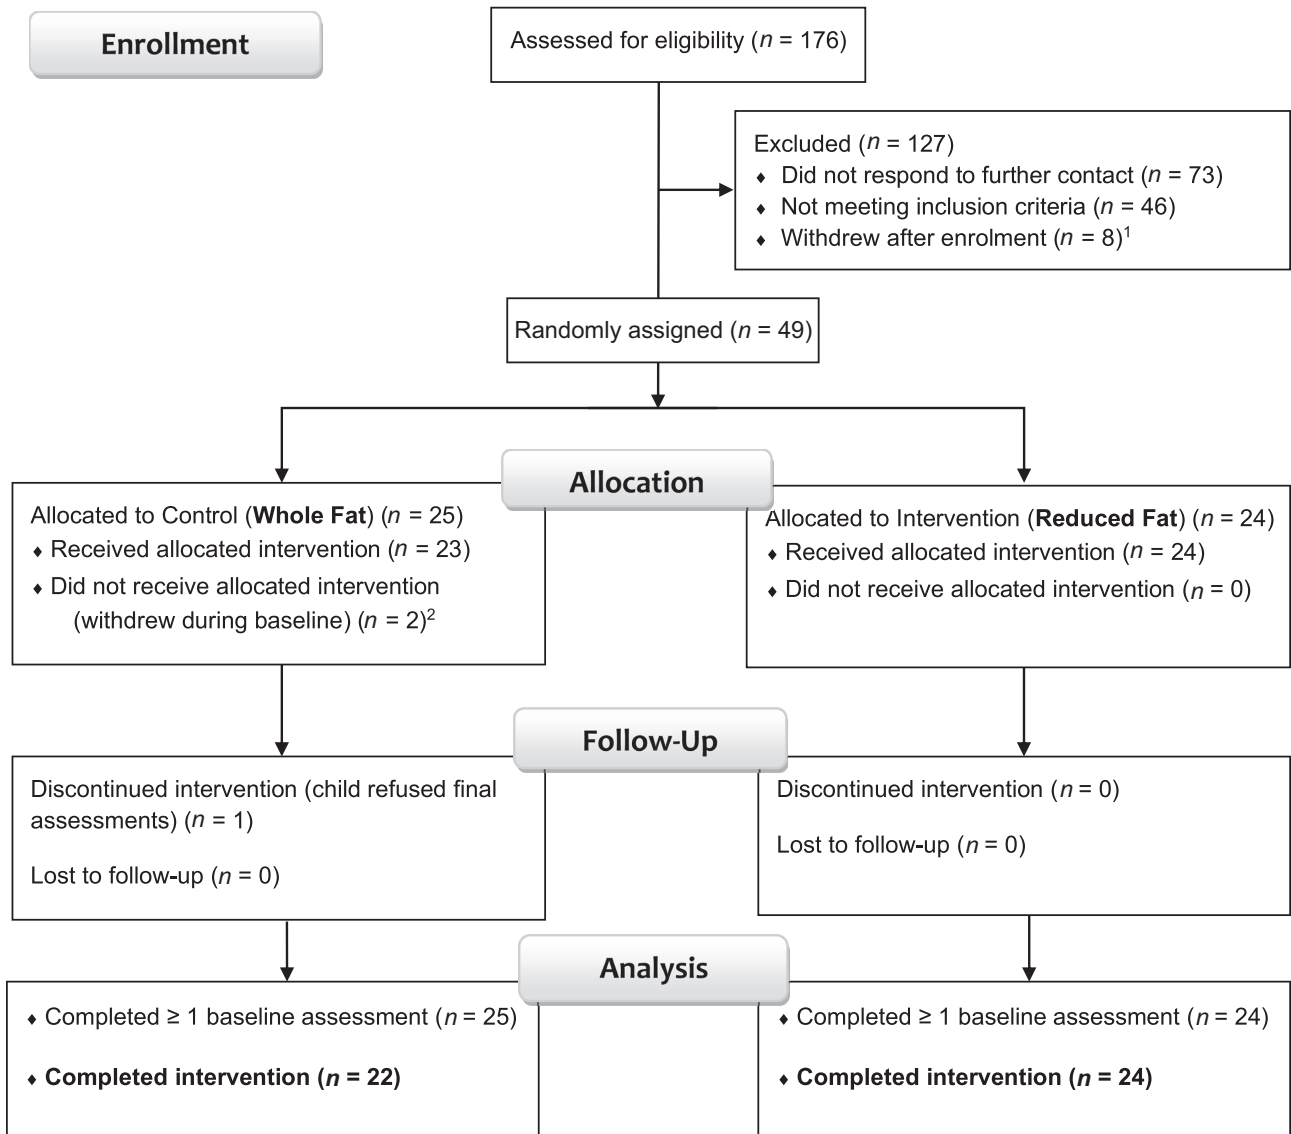 Enrollment
Assessed for eligibility (n = 176)
Excluded (n = 127)
♦ Did not respond to further contact (n = 73)
♦ Not meeting inclusion criteria (n = 46)
♦ Withdrew after enrolment (n = 8)¹
Randomly assigned (n = 49)
Allocation
Allocated to Control (Whole Fat) (n = 25)
♦ Received allocated intervention (n = 23)
♦ Did not receive allocated intervention
(withdrew during baseline) (n = 2)²
Allocated to Intervention (Reduced Fat) (n = 24)
♦ Received allocated intervention (n = 24)
♦ Did not receive allocated intervention (n = 0)
Follow-Up
Discontinued intervention (child refused final
assessments) (n = 1)
Lost to follow-up (n = 0)
Discontinued intervention (n = 0)
Lost to follow-up (n = 0)
Analysis
♦ Completed ≥ 1 baseline assessment (n = 25)
♦ Completed intervention (n = 22)
♦ Completed ≥ 1 baseline assessment (n = 24)
♦ Completed intervention (n = 24)